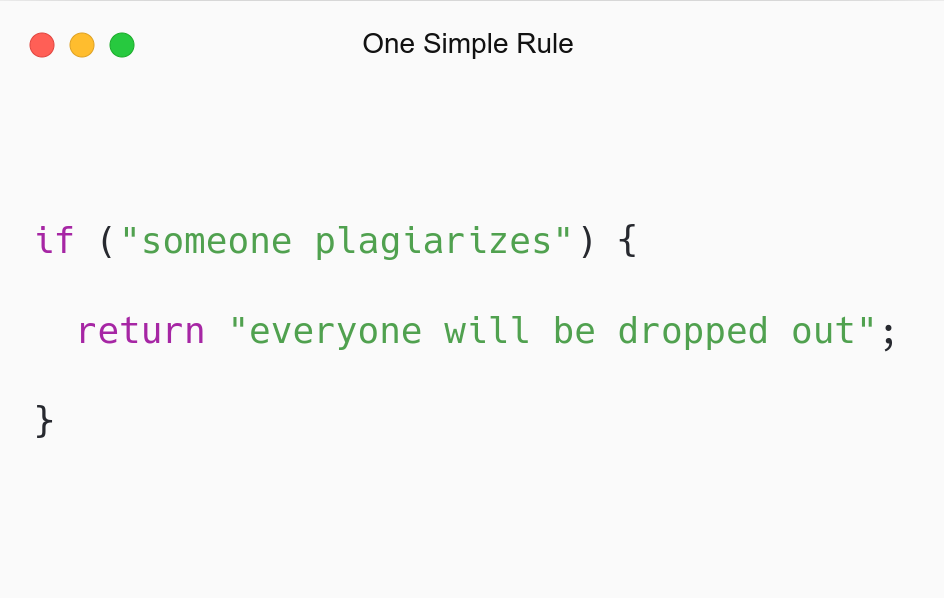 One Simple Rule
if ("someone plagiarizes") {
return "everyone will be dropped out";
}